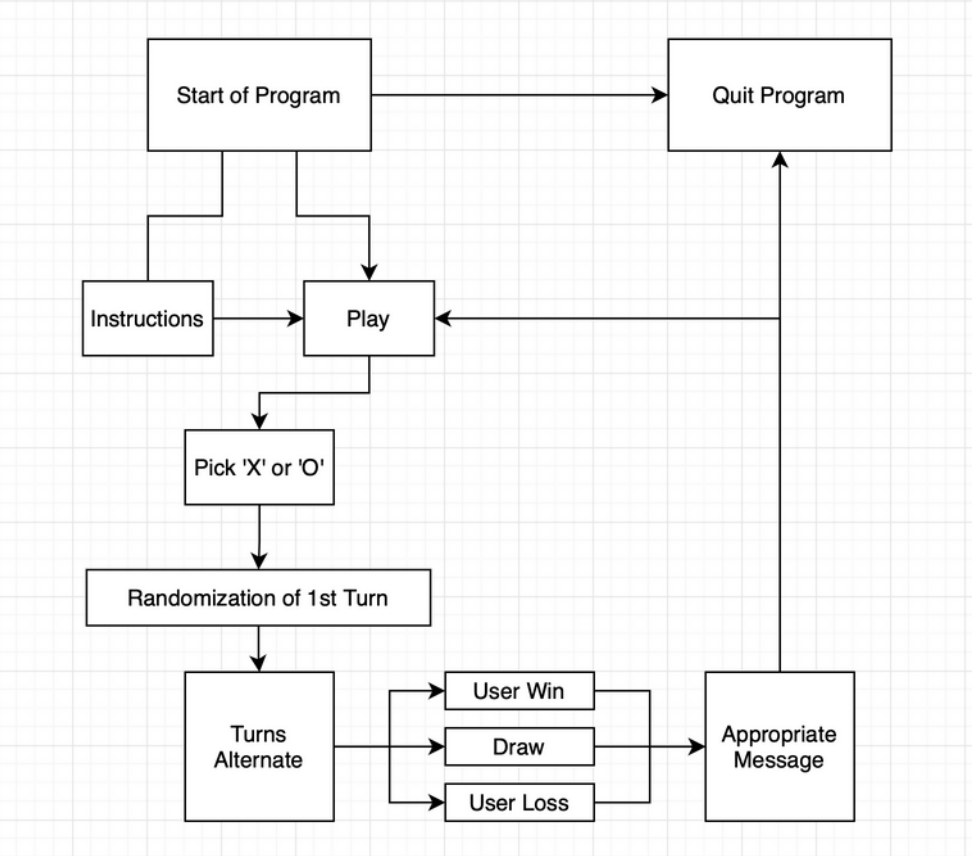 Start of Program
Quit Program
Instructions
Play
Pick 'X' or 'O'
Randomization of 1st Turn
Turns
Alternate
User Win
Draw
User Loss
Appropriate
Message